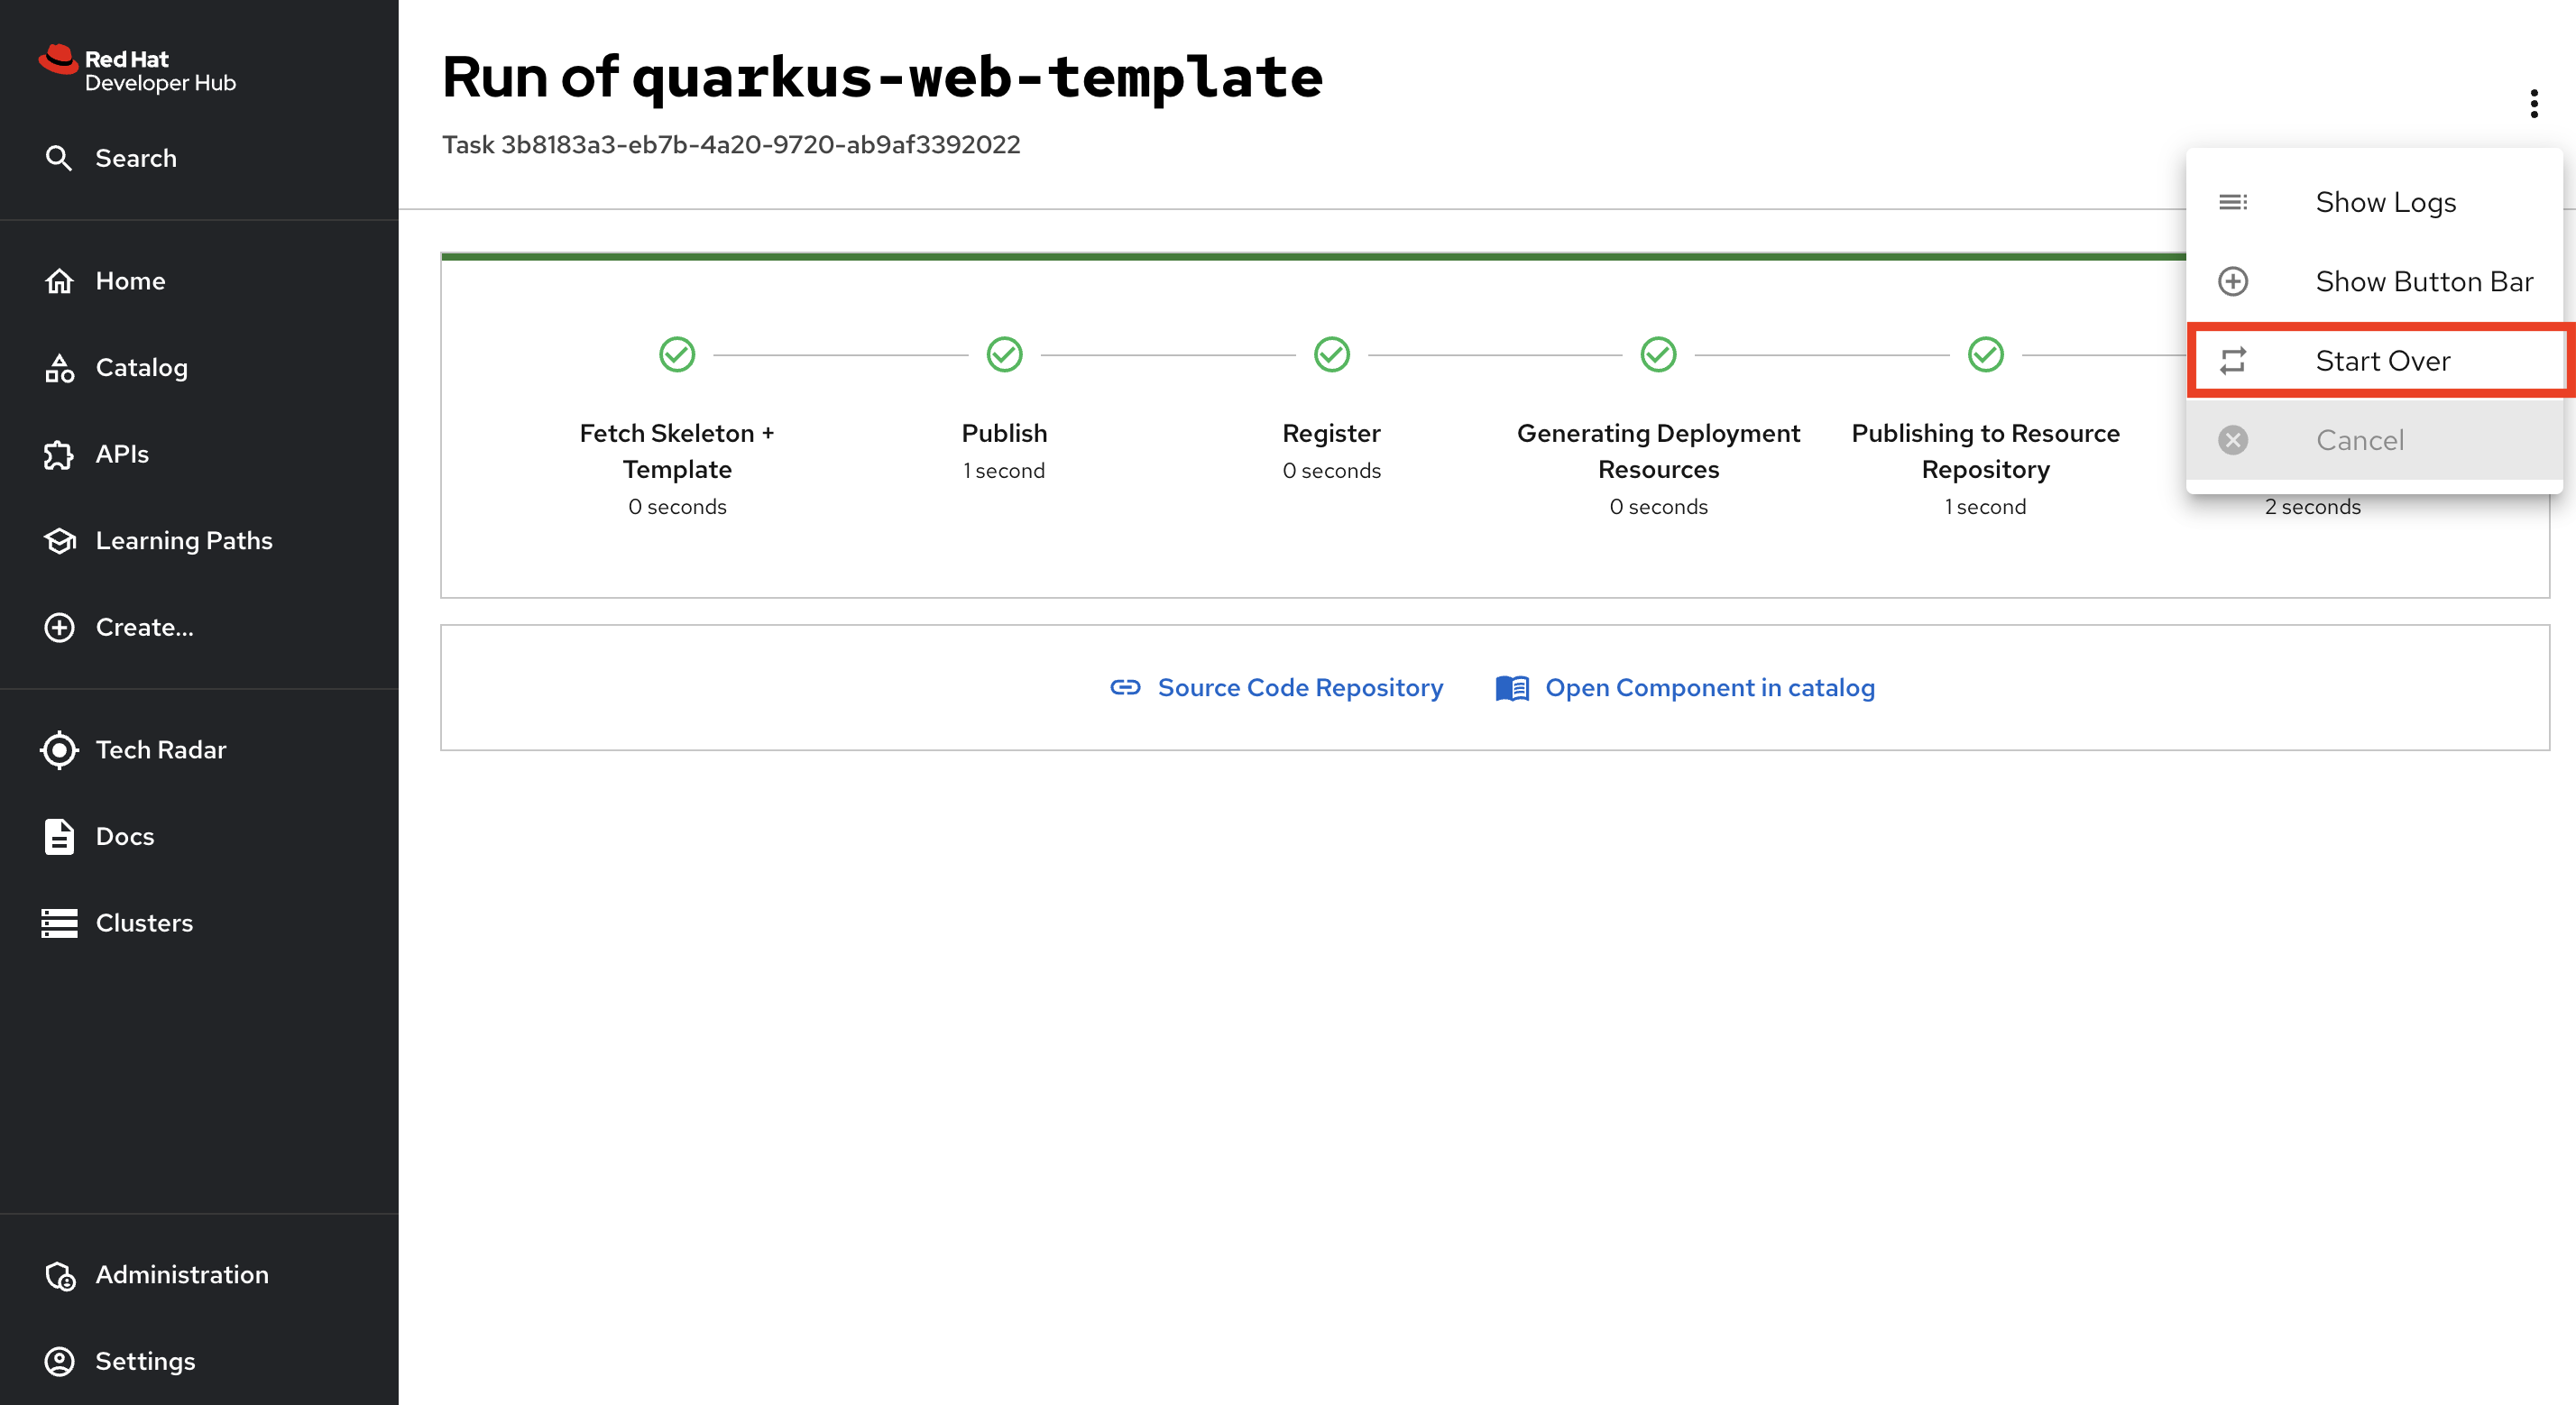 Red Hat
Developer Hub
Search
Home
Catalog
APIs
Learning Paths
Create...
Tech Radar
Docs
Clusters
Administration
Settings
Run of quarkus-web-template
Task 3b8183a3-eb7b-4a20-9720-ab9af3392022
Show Logs
Show Button Bar
Start Over
Cancel
Fetch Skeleton +
Template
0 seconds
Publish
1 second
Register
0 seconds
Generating Deployment
Resources
0 seconds
Publishing to Resource
Repository
1 second
2 seconds
Source Code Repository
Open Component in catalog